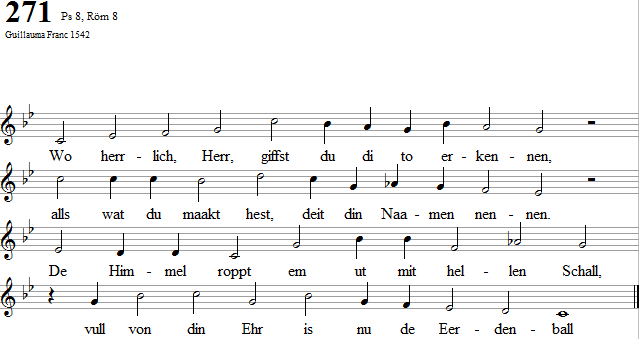 271 Ps 8, Röm 8
Guillauma Franc 1542
Wo herr - lich, Herr, giffst du di to er - ken - nen,
alls wat du maakt hest, deit din Naa - men nen - nen.
De Him - mel roppt em ut mit hel - len Schall,
vull von din Ehr is nu de Eer - den - ball